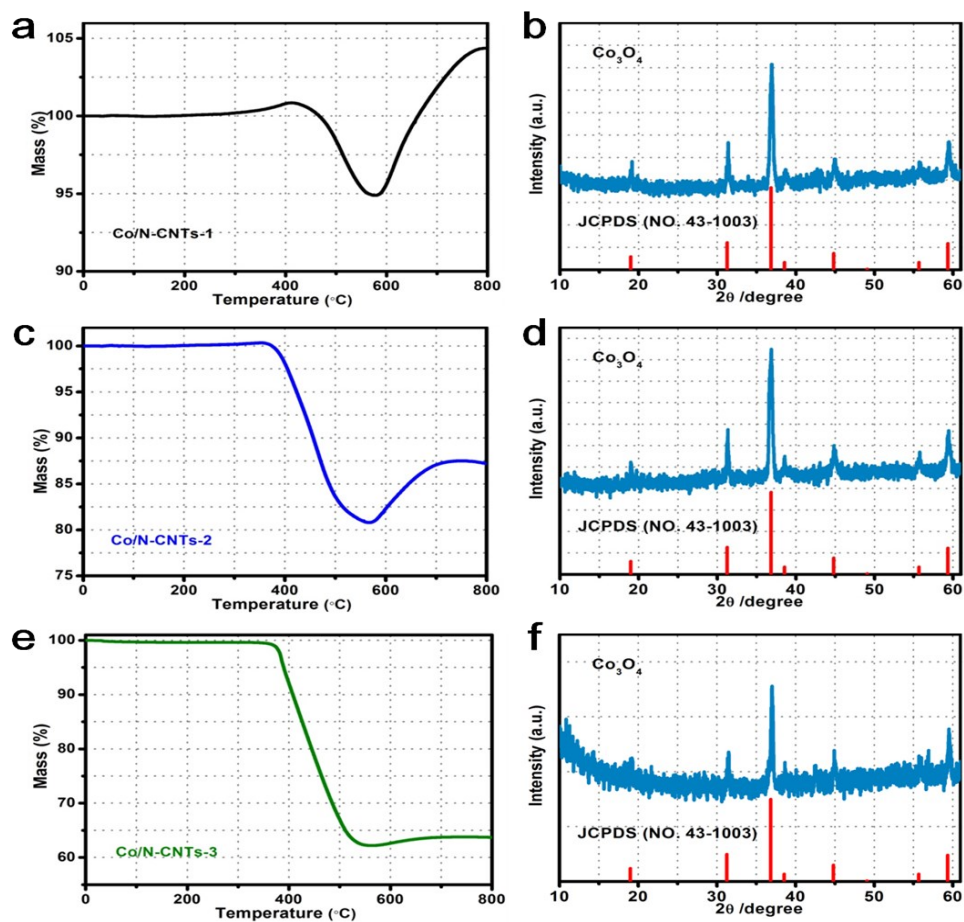 a
105
100
95
90
Mass (%)
Co/N-CNTs-1
0 200 400 600 800
Temperature (°C)
b
Co₃O₄
Intensity (a.u.)
JCPDS (NO. 43-1003)
10 20 30 40 50 60
2θ /degree
c
100
95
90
85
80
75
Mass (%)
Co/N-CNTs-2
0 200 400 600 800
Temperature (°C)
d
Co₃O₄
Intensity (a.u.)
JCPDS (NO. 43-1003)
10 20 30 40 50 60
2θ /degree
e
100
90
80
70
60
Mass (%)
Co/N-CNTs-3
0 200 400 600 800
Temperature (°C)
f
Co₃O₄
Intensity (a.u.)
JCPDS (NO. 43-1003)
10 20 30 40 50 60
2θ /degree